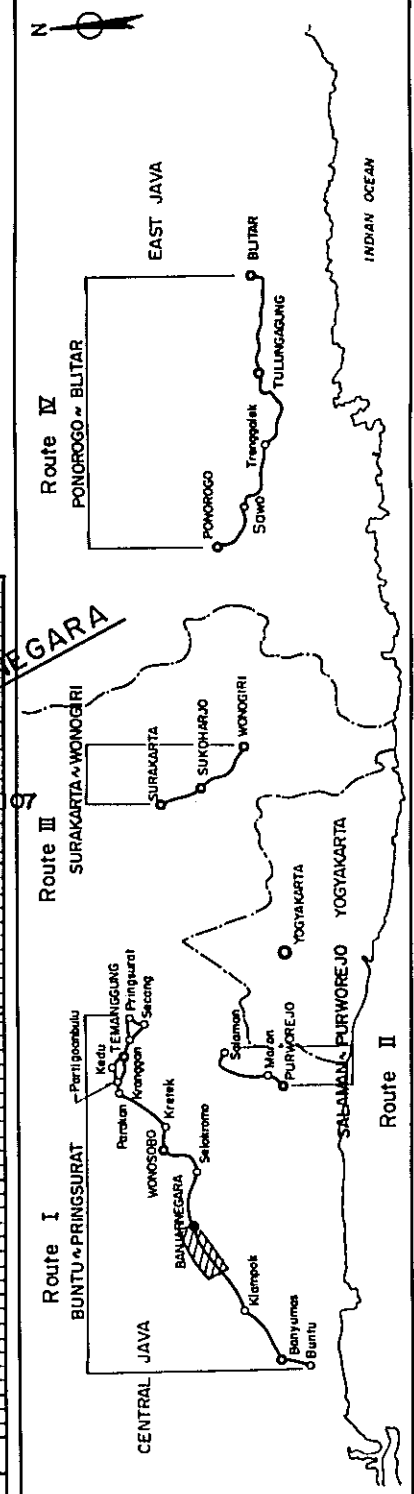 N
Route I
BUNTU ~ PRINGSURAT
CENTRAL JAVA
Partigoanbulu
Kedu
TEMANGGUNG
Pringsurat
Parakan
Kranggan
Secang
Kretek
WONOSOBO
Selokromo
BANJARNEGARA
Klampok
Banyumas
Buntu
Salaman
Maron
PURWOREJO
SALAMAN ~ PURWOREJO
Route II
YOGYAKARTA
YOGYAKARTA
Route III
SURAKARTA ~ WONOGIRI
SURAKARTA
SUKOHARJO
WONOGIRI
NEGARA
Route IV
PONOROGO ~ BLITAR
EAST JAVA
PONOROGO
Sawo
Trenggalek
TULUNGAGUNG
BLITAR
INDIAN OCEAN